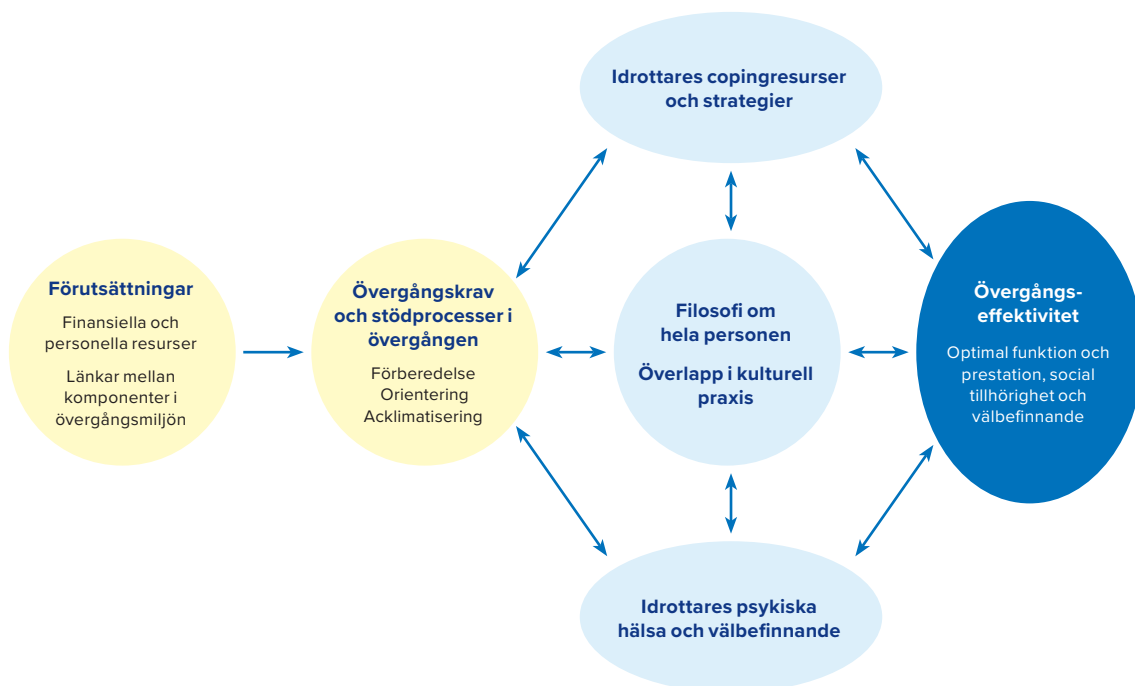 Idrottares copingresurser
och strategier
Förutsättningar
Finansiella och
personella resurser
Länkar mellan
komponenter i
övergångsmiljön
Övergångskrav
och stödprocesser i
övergången
Förberedelse
Orientering
Acklimatisering
Filosofi om
hela personen
Överlapp i kulturell
praxis
Övergångs-
effektivitet
Optimal funktion och
prestation, social
tillhörighet och
välbefinnande
Idrottares psykiska
hälsa och välbefinnande